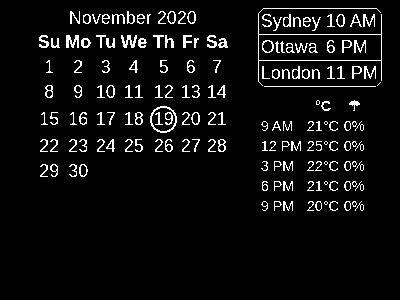 November 2020
Su Mo Tu We Th Fr Sa
1 2 3 4 5 6 7
8 9 10 11 12 13 14
15 16 17 18 19 20 21
22 23 24 25 26 27 28
29 30
Sydney 10 AM
Ottawa 6 PM
London 11 PM
°C
9 AM 21°C 0%
12 PM 25°C 0%
3 PM 22°C 0%
6 PM 21°C 0%
9 PM 20°C 0%